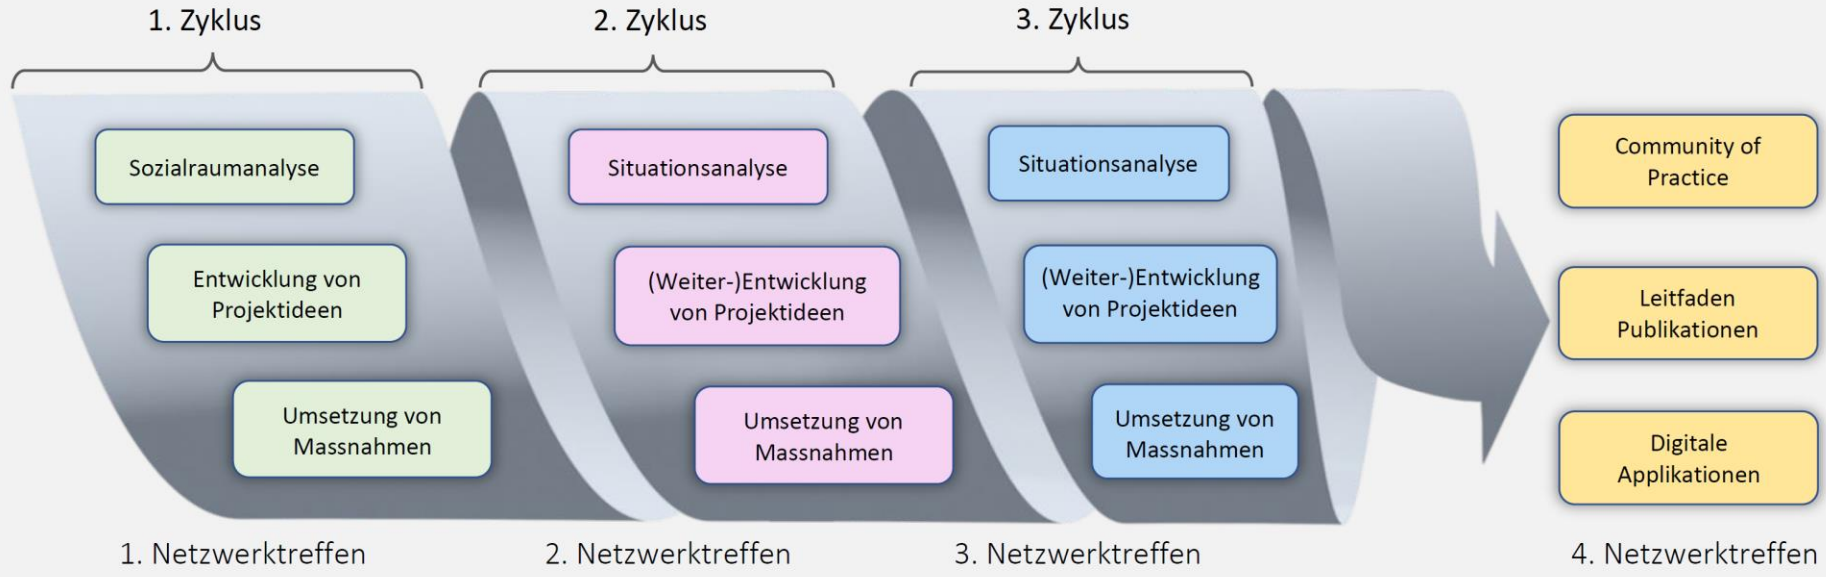 1. Zyklus
2. Zyklus
3. Zyklus
Sozialraumanalyse
Entwicklung von
Projektideen
Umsetzung von
Massnahmen
Situationsanalyse
(Weiter-)Entwicklung
von Projektideen
Umsetzung von
Massnahmen
Situationsanalyse
(Weiter-)Entwicklung
von Projektideen
Umsetzung von
Massnahmen
Community of
Practice
Leitfaden
Publikationen
Digitale
Applikationen
1. Netzwerktreffen
2. Netzwerktreffen
3. Netzwerktreffen
4. Netzwerktreffen